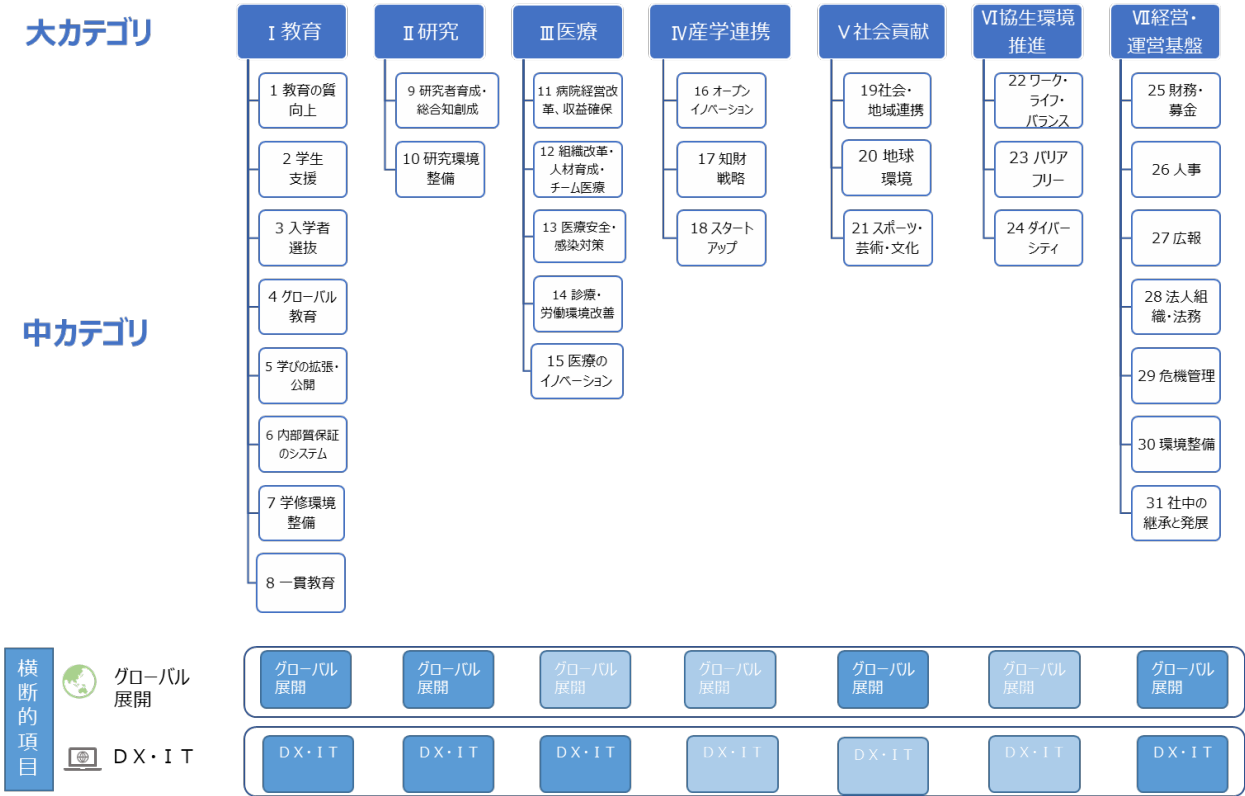 大カテゴリ
Ⅰ 教育
Ⅱ 研究
Ⅲ 医療
Ⅳ 産学連携
Ⅴ 社会貢献
Ⅵ 協生環境
推進
Ⅶ 経営・
運営基盤
1 教育の質
向上
2 学生
支援
3 入学者
選抜
4 グローバル
教育
5 学びの拡張・
公開
6 内部質保証
のシステム
7 学修環境
整備
8 一貫教育
9 研究者育成・
総合知創成
10 研究環境
整備
11 病院経営改
革、収益確保
12 組織改革・
人材育成・
チーム医療
13 医療安全・
感染対策
14 診療・
労働環境改善
15 医療の
イノベーション
16 オープン
イノベーション
17 知財
戦略
18 スタート
アップ
19社会・
地域連携
20 地球
環境
21 スポーツ・
芸術・文化
22 ワーク・
ライフ・
バランス
23 バリア
フリー
24 ダイバー
シティ
25 財務・
募金
26 人事
27 広報
28 法人組
織・法務
29 危機管理
30 環境整備
31 社中の
継承と発展
中カテゴリ
横断的項目
グローバル
展開
グローバル
展開
グローバル
展開
グローバル
展開
グローバル
展開
グローバル
展開
グローバル
展開
グローバル
展開
ＤＸ・ＩＴ
ＤＸ・ＩＴ
ＤＸ・ＩＴ
ＤＸ・ＩＴ
ＤＸ・ＩＴ
ＤＸ・ＩＴ
ＤＸ・ＩＴ
ＤＸ・ＩＴ